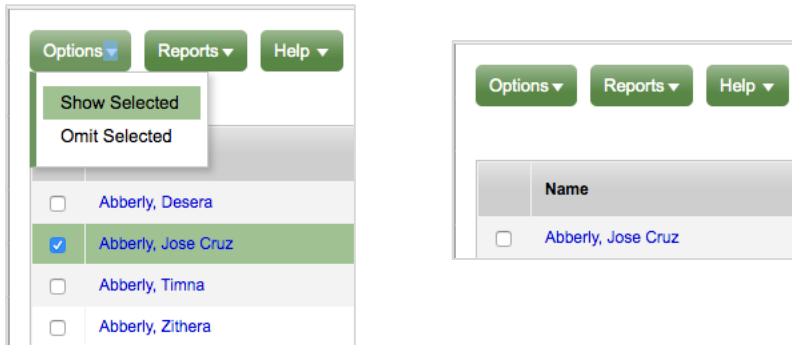 Options Reports Help
Show Selected
Omit Selected
Abberly, Desera
Abberly, Jose Cruz
Abberly, Timna
Abberly, Zithera
Options Reports Help
Name
Abberly, Jose Cruz